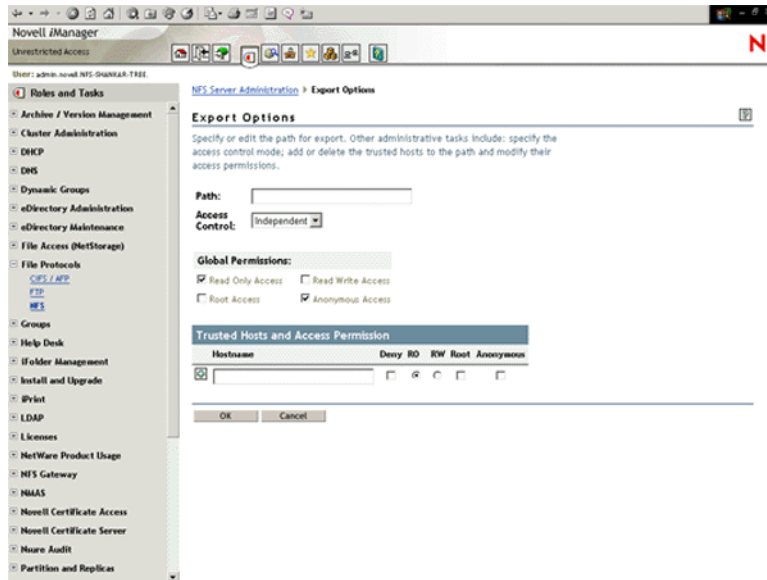 Novell iManager
Unrestricted Access
N
User: admin.novell.NFS-SHANKAR-TREE.
Roles and Tasks
Archive / Version Management
Cluster Administration
DHCP
DNS
Dynamic Groups
eDirectory Administration
eDirectory Maintenance
File Access (NetStorage)
File Protocols
CIFS / AFP
FTP
NFS
Groups
Help Desk
iFolder Management
Install and Upgrade
iPrint
LDAP
Licenses
NetWare Product Usage
NFS Gateway
NMAS
Novell Certificate Access
Novell Certificate Server
Nsure Audit
Partition and Replicas
NFS Server Administration Export Options
Export Options
Specify or edit the path for export. Other administrative tasks include: specify the
access control mode; add or delete the trusted hosts to the path and modify their
access permissions.
Path:
Access
Control: Independent
Global Permissions:
Read Only Access Read Write Access
Root Access Anonymous Access
Trusted Hosts and Access Permission
Hostname Deny RO RW Root Anonymous
OK Cancel